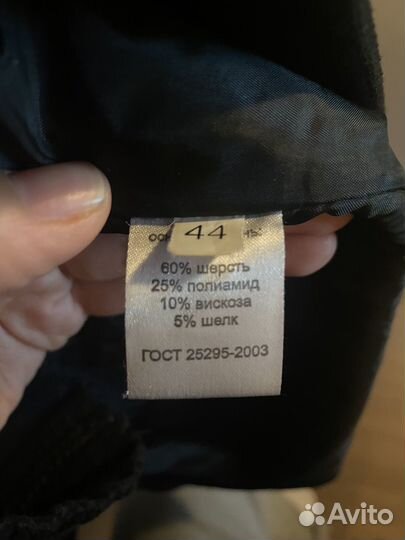 44
60% шерсть
25% полиамид
10% вискоза
5% шелк
ГОСТ 25295-2003
Avito